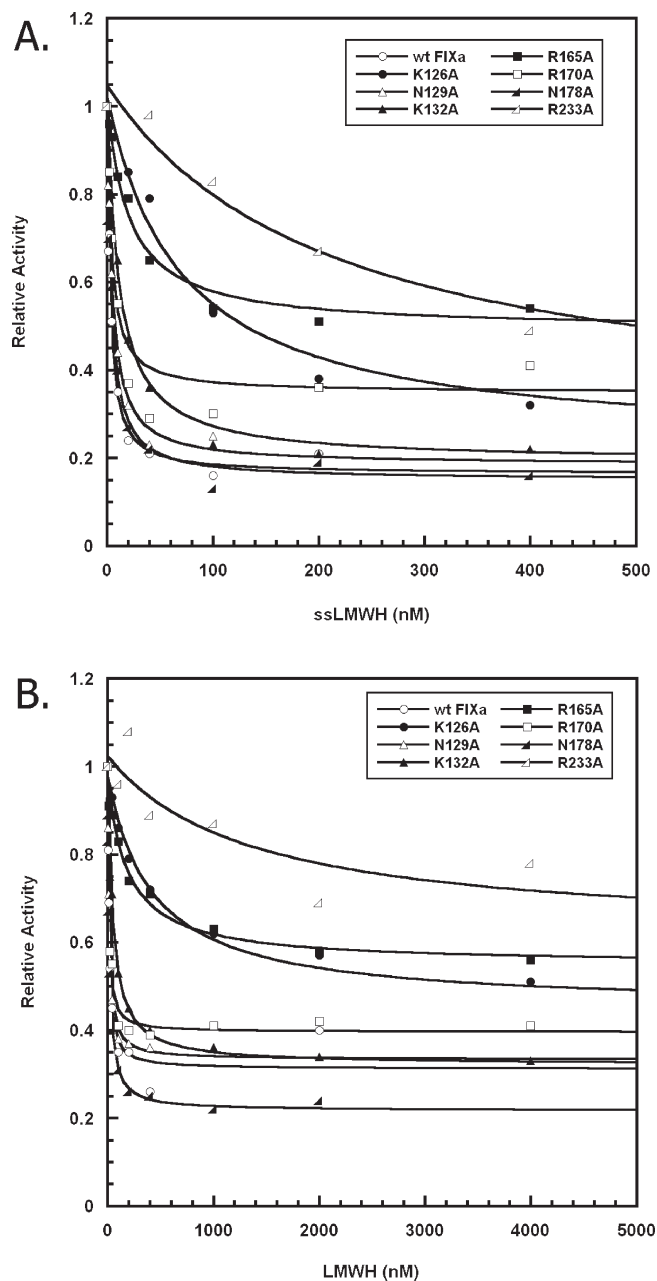 A.
1.2
1
0.8
0.6
0.4
0.2
0
Relative Activity
wt FIXa
K126A
N129A
K132A
R165A
R170A
N178A
R233A
0 100 200 300 400 500
ssLMWH (nM)
B.
1.2
1
0.8
0.6
0.4
0.2
0
Relative Activity
wt FIXa
K126A
N129A
K132A
R165A
R170A
N178A
R233A
0 1000 2000 3000 4000 5000
LMWH (nM)